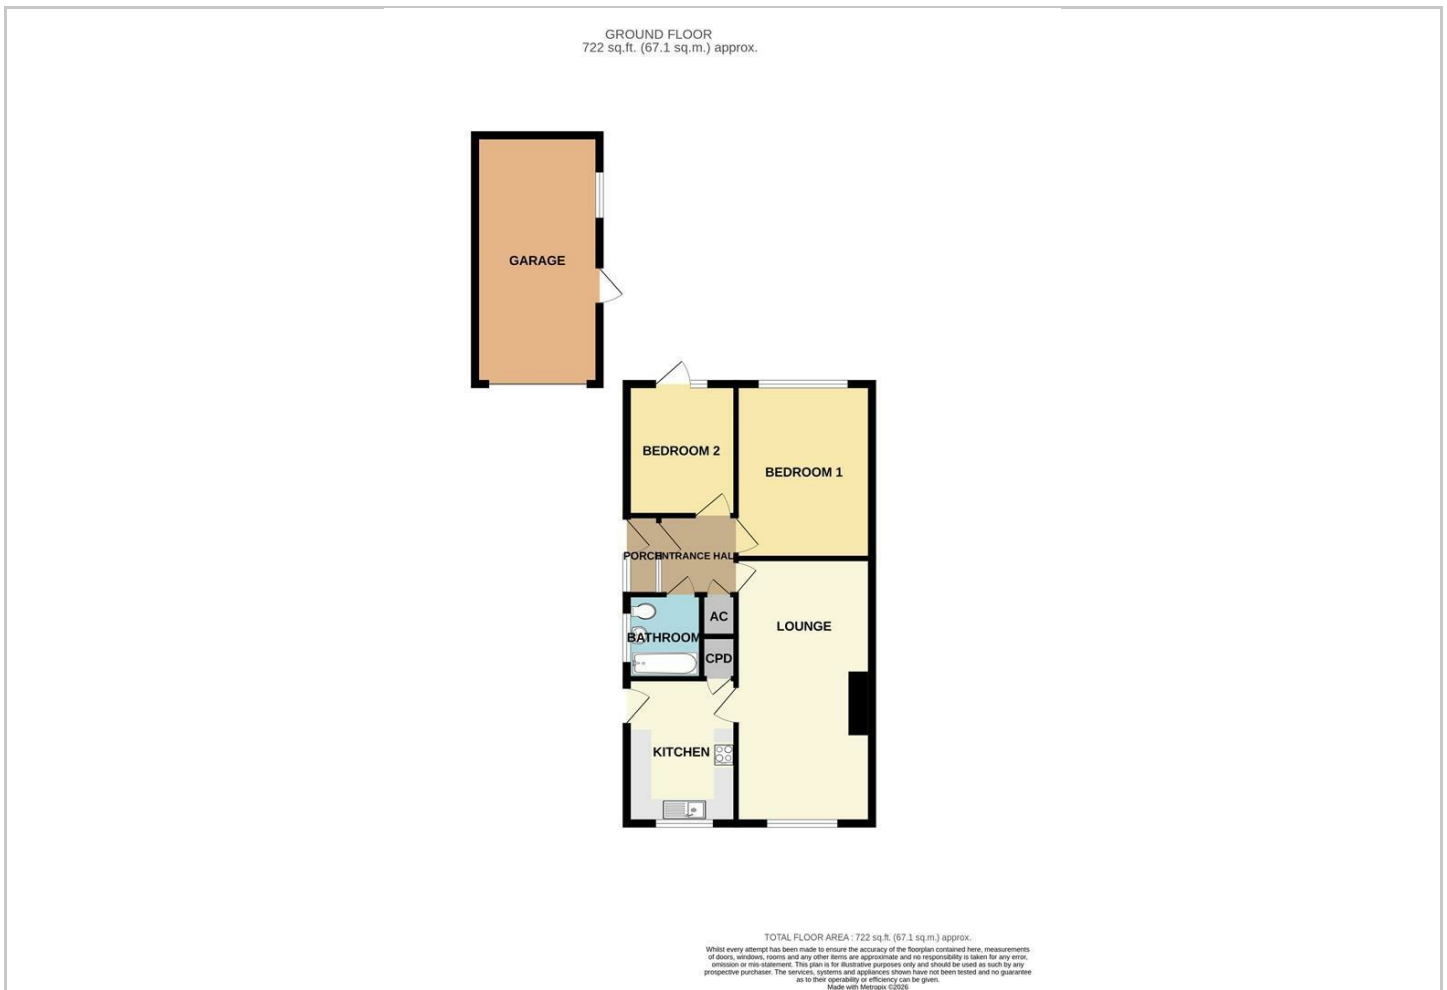 GROUND FLOOR
722 sq.ft. (67.1 sq.m.) approx.
GARAGE
BEDROOM 2
BEDROOM 1
PORCH
ENTRANCE HALL
AC
LOUNGE
BATHROOM
CPD
KITCHEN
TOTAL FLOOR AREA : 722 sq.ft. (67.1 sq.m.) approx.
Whilst every attempt has been made to ensure the accuracy of the floorplan contained here, measurements
of doors, windows, rooms and any other items are approximate and no responsibility is taken for any error,
omission or mis-statement. This plan is for illustrative purposes only and should be used as such by any
prospective purchaser. The services, systems and appliances shown have not been tested and no guarantee
as to their operability or efficiency can be given.
Made with Metropix ©2026